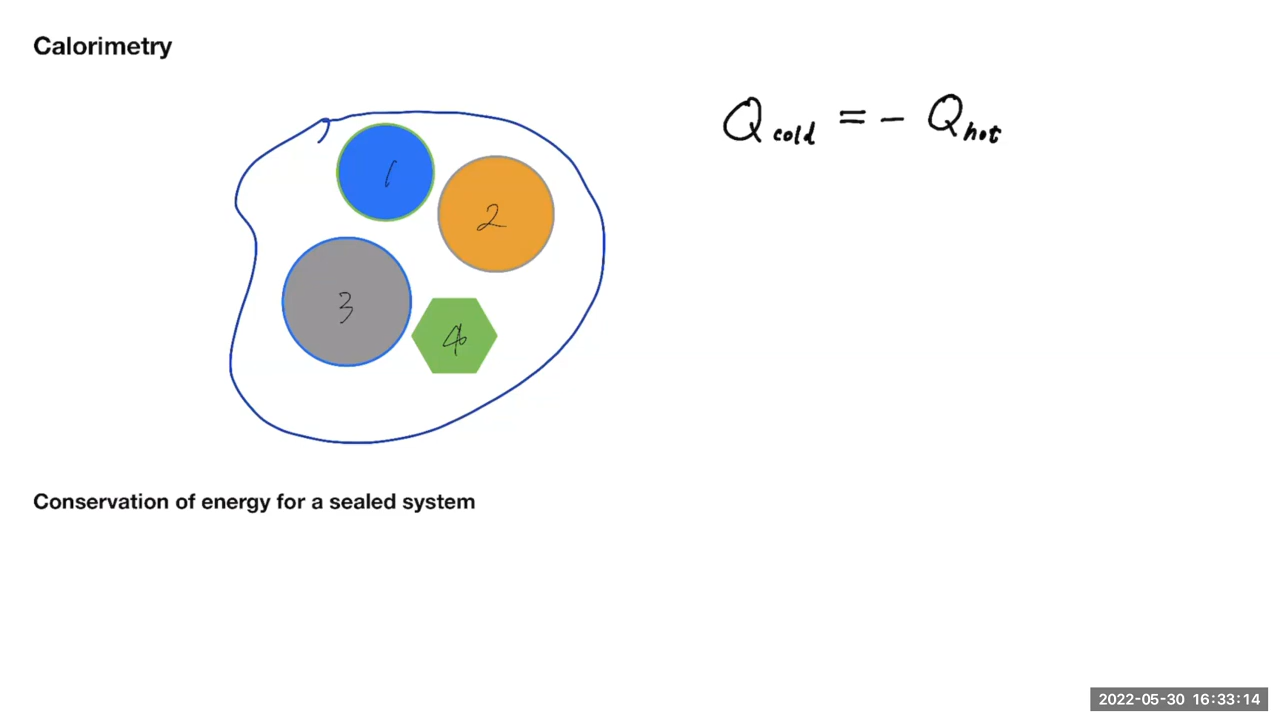 Calorimetry
Q cold = - Q hot
1
2
3
4
Conservation of energy for a sealed system
2022-05-30 16:33:14